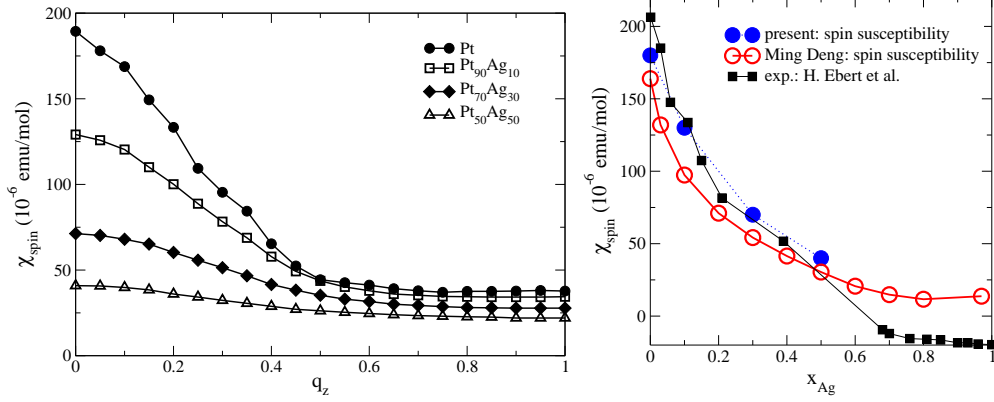 200
150
100
50
0
χspin (10-6 emu/mol)
0
0.2
0.4
0.6
0.8
1
qz
Pt
Pt90Ag10
Pt70Ag30
Pt50Ag50
200
150
100
50
0
χspin (10-6 emu/mol)
0
0.2
0.4
0.6
0.8
1
xAg
present: spin susceptibility
Ming Deng: spin susceptibility
exp.: H. Ebert et al.